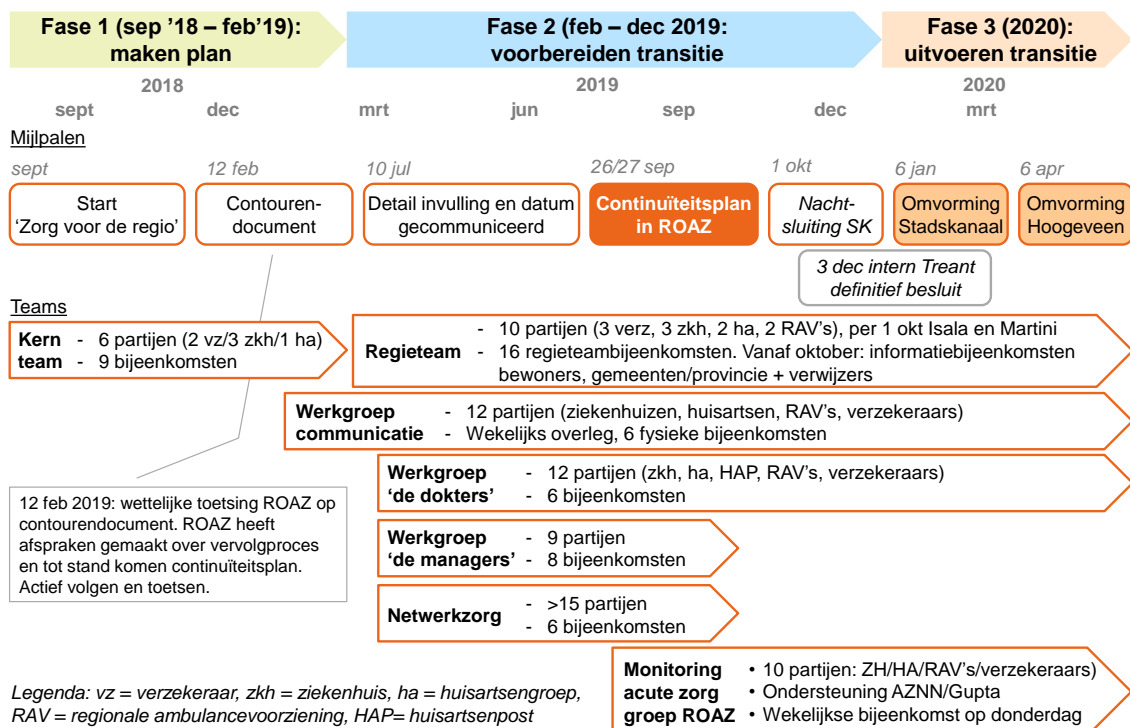 Fase 1 (sep '18 – feb'19):
maken plan
Fase 2 (feb – dec 2019:
voorbereiden transitie
Fase 3 (2020):
uitvoeren transitie
2018
2019
2020
sept
dec
mrt
jun
sep
dec
mrt
Mijlpalen
sept
12 feb
10 jul
26/27 sep
1 okt
6 jan
6 apr
Start
'Zorg voor de regio'
Contouren-
document
Detail invulling en datum
gecommuniceerd
Continuïteitsplan
in ROAZ
Nacht-
sluiting SK
Omvorming
Stadskanaal
Omvorming
Hoogeveen
3 dec intern Treant
definitief besluit
Teams
Kern
team
- 6 partijen (2 vz/3 zkh/1 ha)
- 9 bijeenkomsten
Regieteam
- 10 partijen (3 verz, 3 zkh, 2 ha, 2 RAV's), per 1 okt Isala en Martini
- 16 regieteambijeenkomsten. Vanaf oktober: informatiebijeenkomsten
bewoners, gemeenten/provincie + verwijzers
Werkgroep
communicatie
- 12 partijen (ziekenhuizen, huisartsen, RAV's, verzekeraars)
- Wekelijks overleg, 6 fysieke bijeenkomsten
Werkgroep
'de dokters'
- 12 partijen (zkh, ha, HAP, RAV's, verzekeraars)
- 6 bijeenkomsten
12 feb 2019: wettelijke toetsing ROAZ op
contourendocument. ROAZ heeft
afspraken gemaakt over vervolgproces
en tot stand komen continuïteitsplan.
Actief volgen en toetsen.
Werkgroep
'de managers'
- 9 partijen
- 8 bijeenkomsten
Netwerkzorg
- >15 partijen
- 6 bijeenkomsten
Monitoring
acute zorg
groep ROAZ
• 10 partijen: ZH/HA/RAV's/verzekeraars)
• Ondersteuning AZNN/Gupta
• Wekelijkse bijeenkomst op donderdag
Legenda: vz = verzekeraar, zkh = ziekenhuis, ha = huisartsengroep,
RAV = regionale ambulancevoorziening, HAP= huisartsenpost